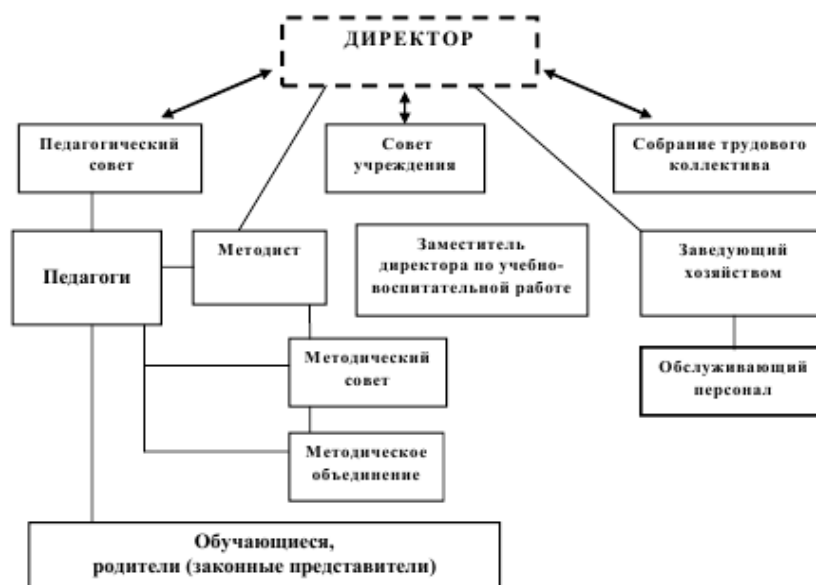 ДИРЕКТОР
Педагогический
совет
Совет
учреждения
Собрание трудового
коллектива
Педагоги
Методист
Заместитель
директора по учебно-
воспитательной работе
Заведующий
хозяйством
Методический
совет
Обслуживающий
персонал
Методическое
объединение
Обучающиеся,
родители (законные представители)